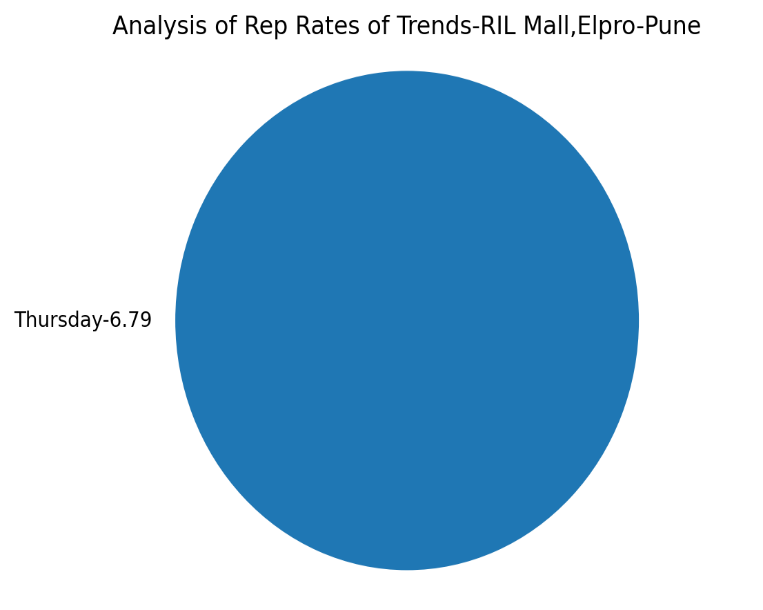 Analysis of Rep Rates of Trends-RIL Mall,Elpro-Pune
Thursday-6.79